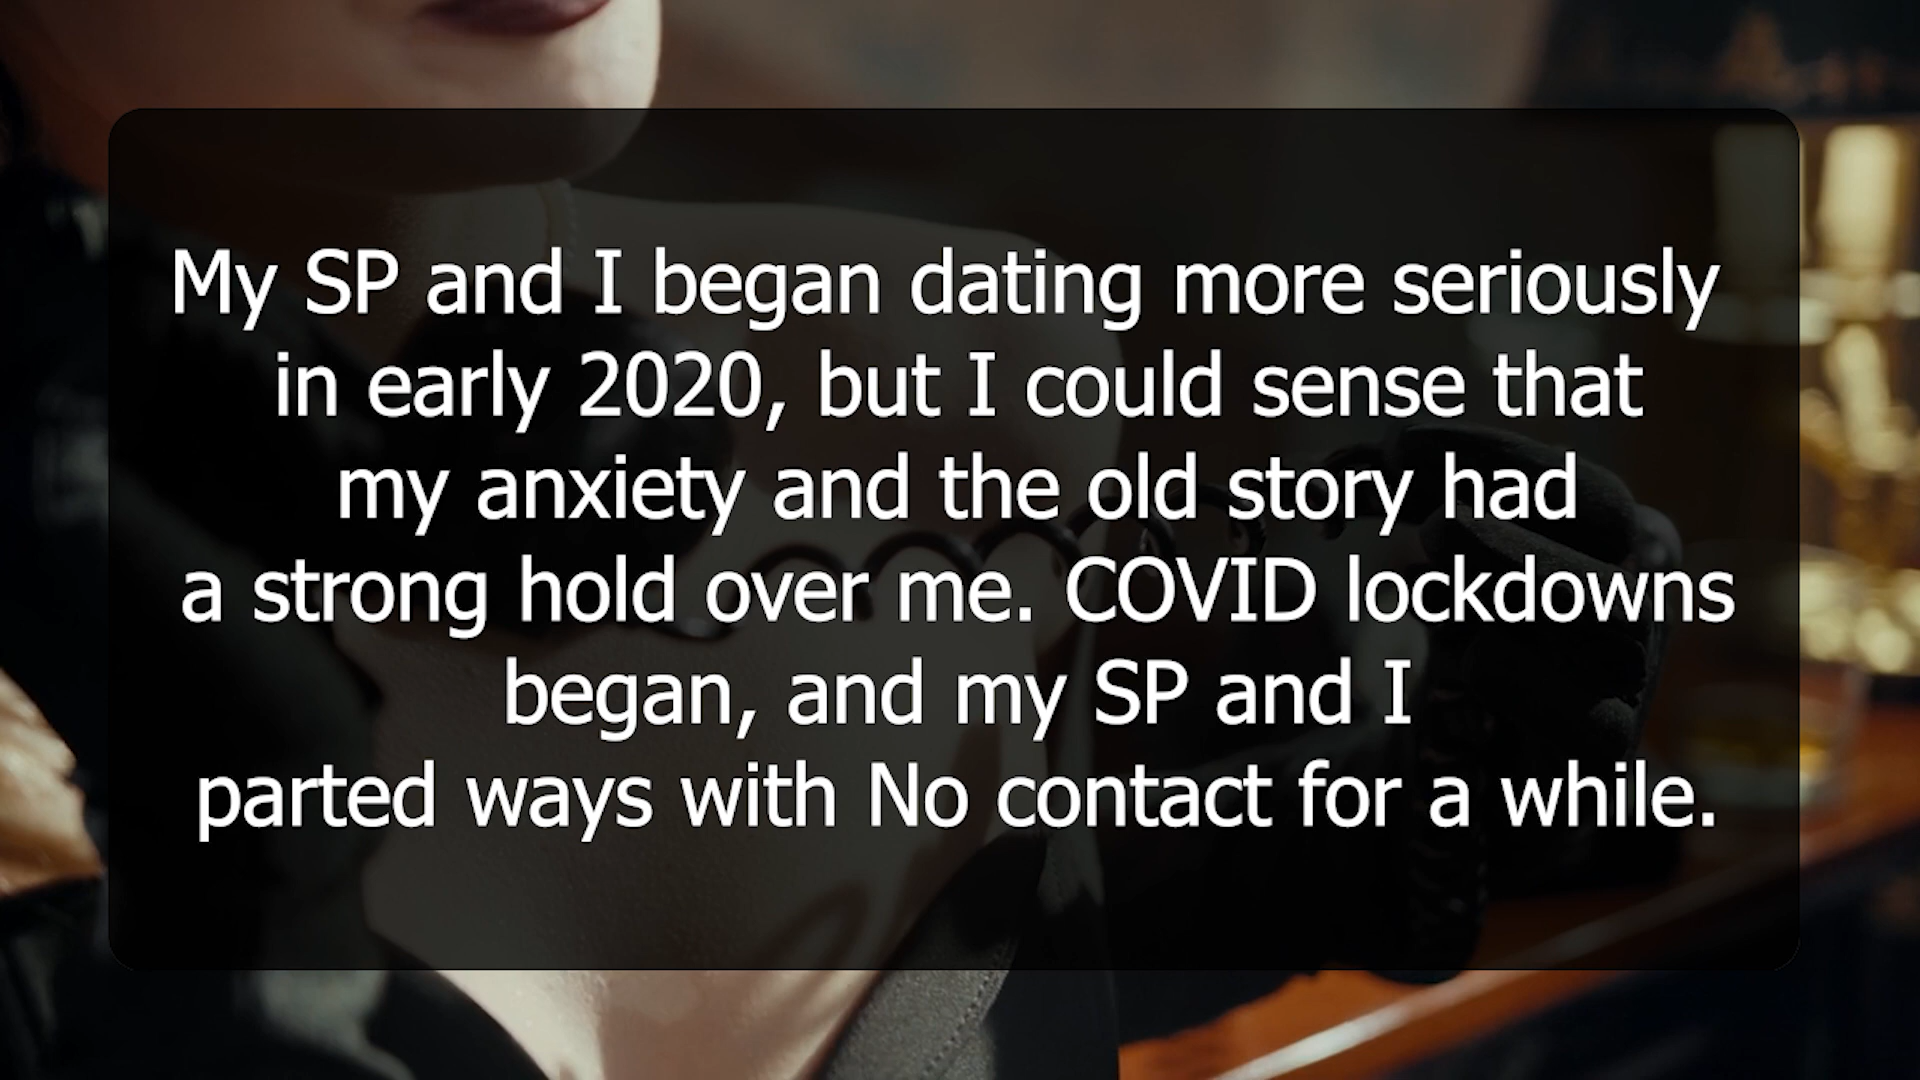 My SP and I began dating more seriously
in early 2020, but I could sense that
my anxiety and the old story had
a strong hold over me. COVID lockdowns
began, and my SP and I
parted ways with No contact for a while.